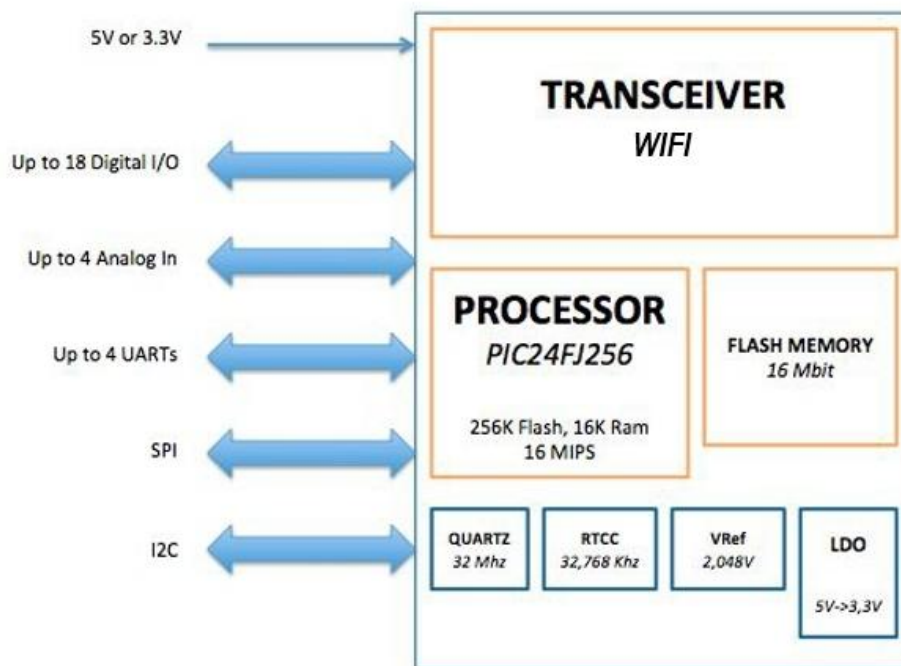 5V or 3.3V
Up to 18 Digital I/O
Up to 4 Analog In
Up to 4 UARTs
SPI
I2C
TRANSCEIVER
WIFI
PROCESSOR
PIC24FJ256
256K Flash, 16K Ram
16 MIPS
FLASH MEMORY
16 Mbit
QUARTZ
32 Mhz
RTCC
32,768 Khz
VRef
2,048V
LDO
5V->3,3V